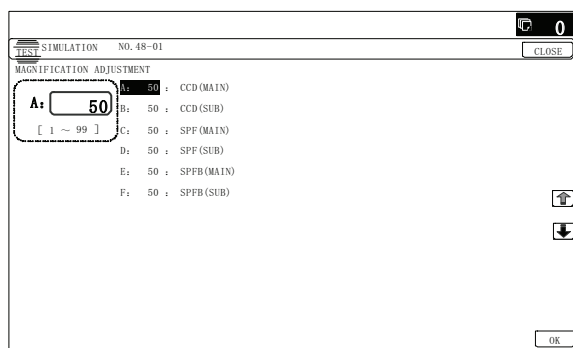 0
TEST SIMULATION NO.48-01
CLOSE
MAGNIFICATION ADJUSTMENT
A: 50
[ 1 ~ 99 ]
A: 50 : CCD(MAIN)
B: 50 : CCD(SUB)
C: 50 : SPF(MAIN)
D: 50 : SPF(SUB)
E: 50 : SPFB(MAIN)
F: 50 : SPFB(SUB)
OK